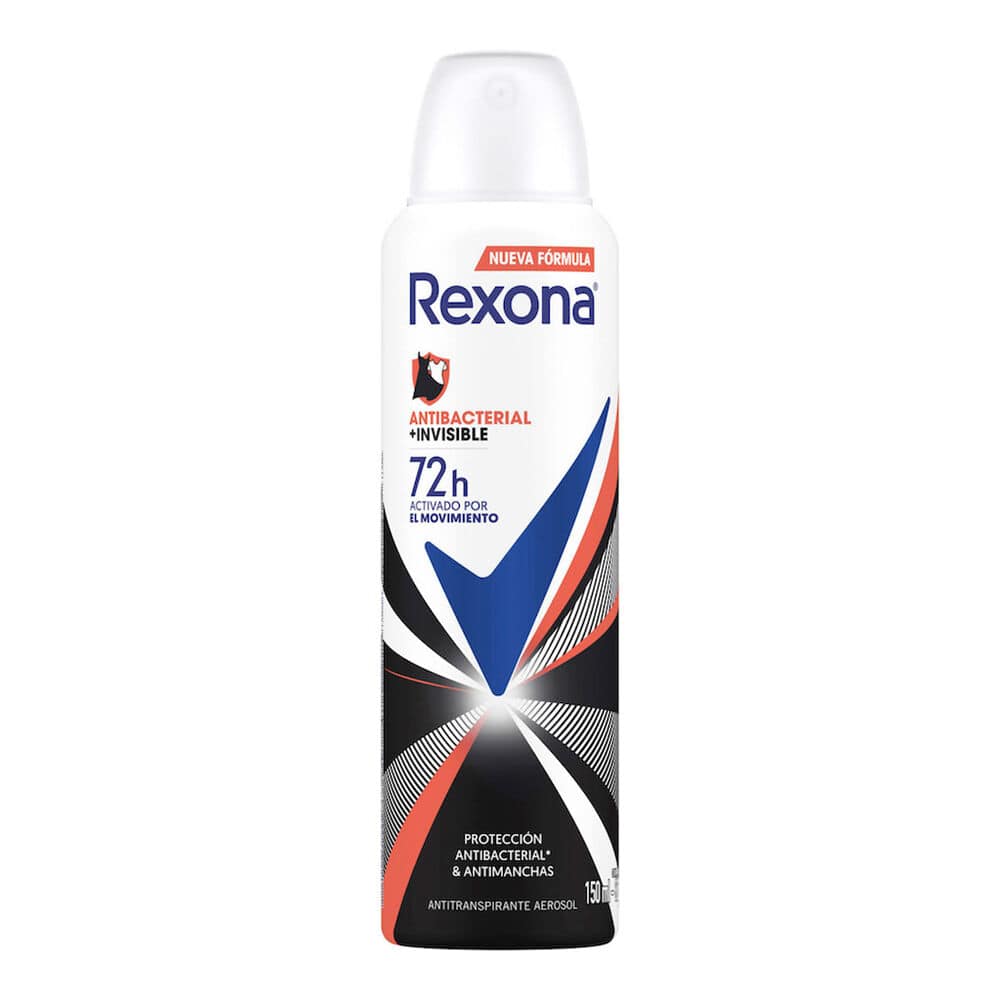 NUEVA FÓRMULA
Rexona®
ANTIBACTERIAL
+INVISIBLE
72h
ACTIVADO POR
EL MOVIMIENTO
PROTECCIÓN
ANTIBACTERIAL*
& ANTIMANCHAS
150 ml
ANTITRANSPIRANTE AEROSOL